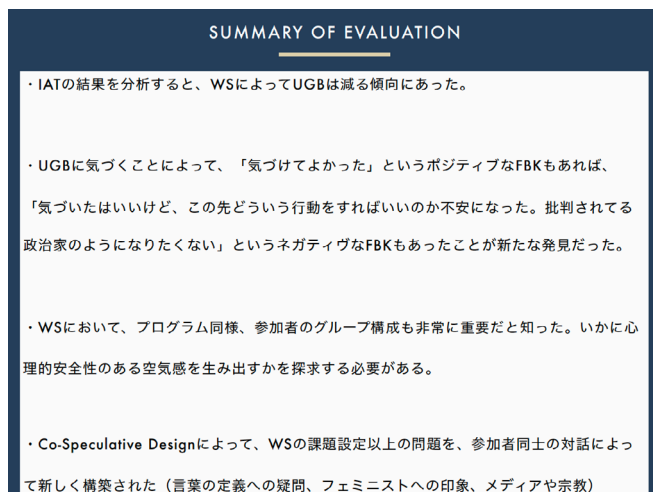 SUMMARY OF EVALUATION
・IATの結果を分析すると、WSによってUGBは減る傾向にあった。
・UGBに気づくことによって、「気づけてよかった」というポジティブなFBKもあれば、
「気づいたはいいけど、この先どういう行動をすればいいのか不安になった。批判されてる
政治家のようになりたくない」というネガティヴなFBKもあったことが新たな発見だった。
・WSにおいて、プログラム同様、参加者のグループ構成も非常に重要だと知った。いかに心
理的安全性のある空気感を生み出すかを探求する必要がある。
・Co-Speculative Designによって、WSの課題設定以上の問題を、参加者同士の対話によっ
て新しく構築された（言葉の定義への疑問、フェミニストへの印象、メディアや宗教）